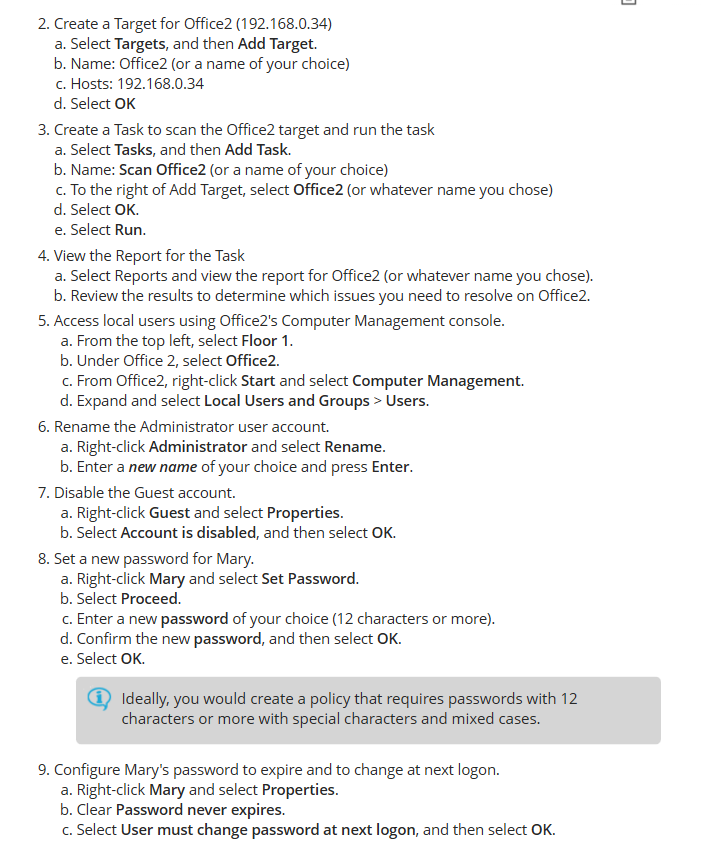 2. Create a Target for Office2 (192.168.0.34)
a. Select Targets, and then Add Target.
b. Name: Office2 (or a name of your choice)
c. Hosts: 192.168.0.34
d. Select OK
3. Create a Task to scan the Office2 target and run the task
a. Select Tasks, and then Add Task.
b. Name: Scan Office2 (or a name of your choice)
c. To the right of Add Target, select Office2 (or whatever name you chose)
d. Select OK.
e. Select Run.
4. View the Report for the Task
a. Select Reports and view the report for Office2 (or whatever name you chose).
b. Review the results to determine which issues you need to resolve on Office2.
5. Access local users using Office2's Computer Management console.
a. From the top left, select Floor 1.
b. Under Office 2, select Office2.
c. From Office2, right-click Start and select Computer Management.
d. Expand and select Local Users and Groups > Users.
6. Rename the Administrator user account.
a. Right-click Administrator and select Rename.
b. Enter a new name of your choice and press Enter.
7. Disable the Guest account.
a. Right-click Guest and select Properties.
b. Select Account is disabled, and then select OK.
8. Set a new password for Mary.
a. Right-click Mary and select Set Password.
b. Select Proceed.
c. Enter a new password of your choice (12 characters or more).
d. Confirm the new password, and then select OK.
e. Select OK.
Ideally, you would create a policy that requires passwords with 12
characters or more with special characters and mixed cases.
9. Configure Mary's password to expire and to change at next logon.
a. Right-click Mary and select Properties.
b. Clear Password never expires.
c. Select User must change password at next logon, and then select OK.